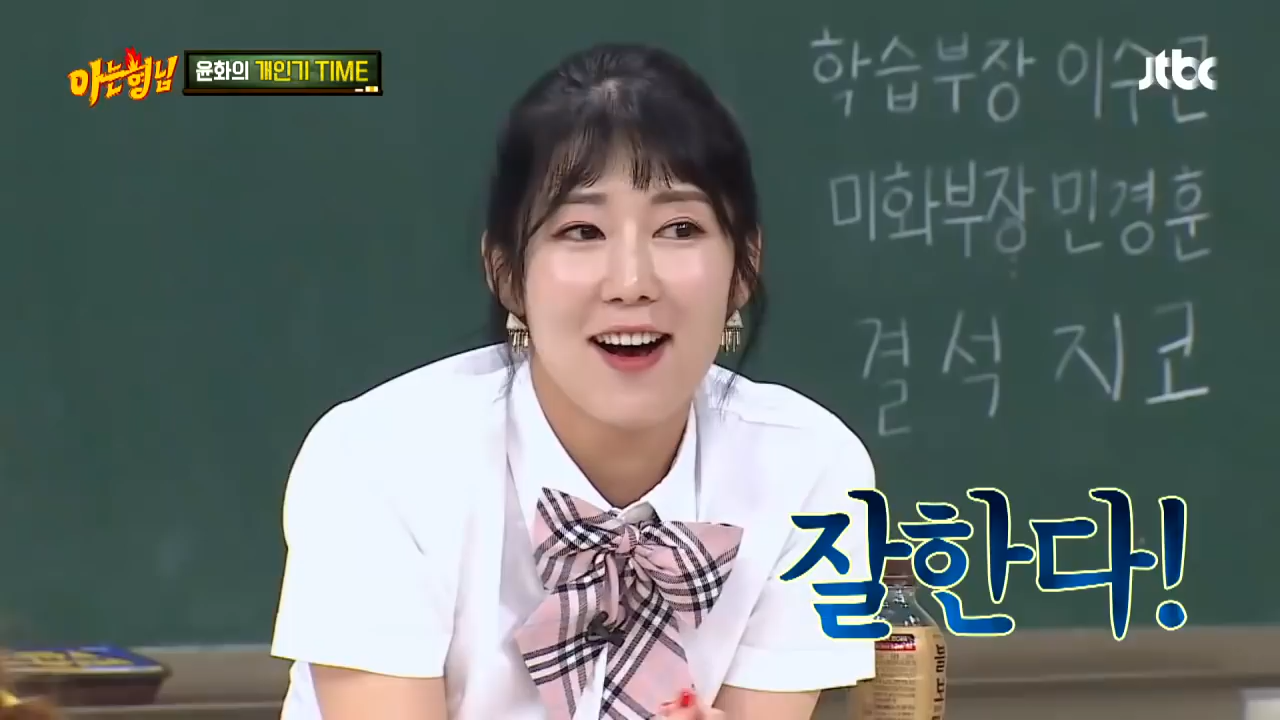 아는형님
윤화의 개인기 TIME
jtbc
학습부장 이수근
미화부장 민경훈
결석 지코
잘한다!